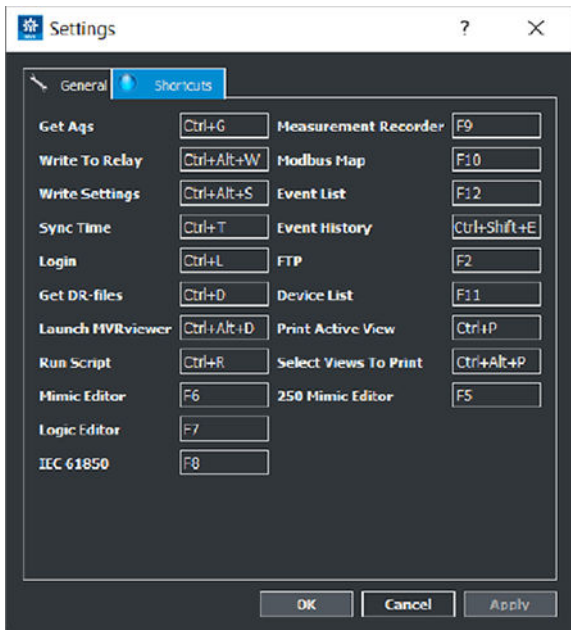 Settings
?
General Shortcuts
Get Aqs Ctrl+G Measurement Recorder F9
Write To Relay Ctrl+Alt+W Modbus Map F10
Write Settings Ctrl+Alt+S Event List F12
Sync Time Ctrl+T Event History Ctrl+Shift+E
Login Ctrl+L FTP F2
Get DR-files Ctrl+D Device List F11
Launch MVRviewer Ctrl+Alt+D Print Active View Ctrl+P
Run Script Ctrl+R Select Views To Print Ctrl+Alt+P
Mimic Editor F6 250 Mimic Editor F5
Logic Editor F7
IEC 61850 F8
OK Cancel Apply